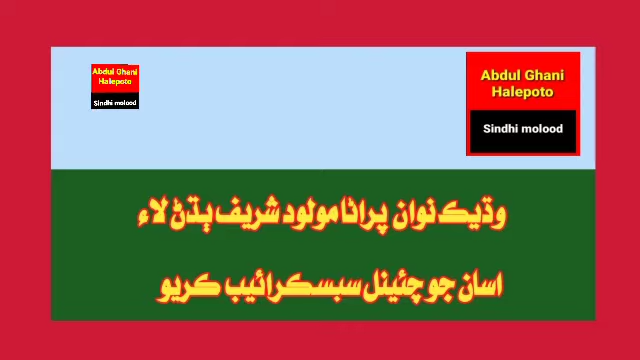 Abdul Ghani
Halepoto
Sindhi molood
Abdul Ghani
Halepoto
Sindhi molood
وڌيڪ نوان پراڻا مولود شريف ٻڌڻ لاءِ
اسان جو چئينل سبسڪرائيب ڪريو